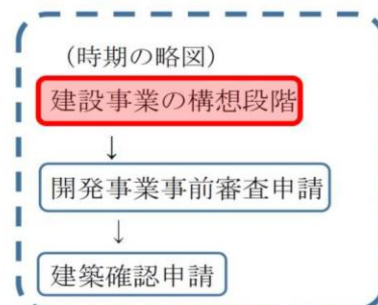 （時期の略図）
建設事業の構想段階
↓
開発事業事前審査申請
↓
建築確認申請